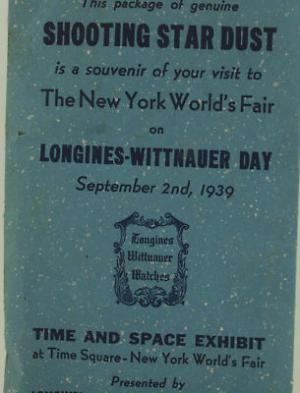 This package of genuine
SHOOTING STAR DUST
is a souvenir of your visit to
The New York World's Fair
on
LONGINES-WITTNAUER DAY
September 2nd, 1939
Longines
Wittnauer
Watches
TIME AND SPACE EXHIBIT
at Time Square - New York World's Fair
Presented by